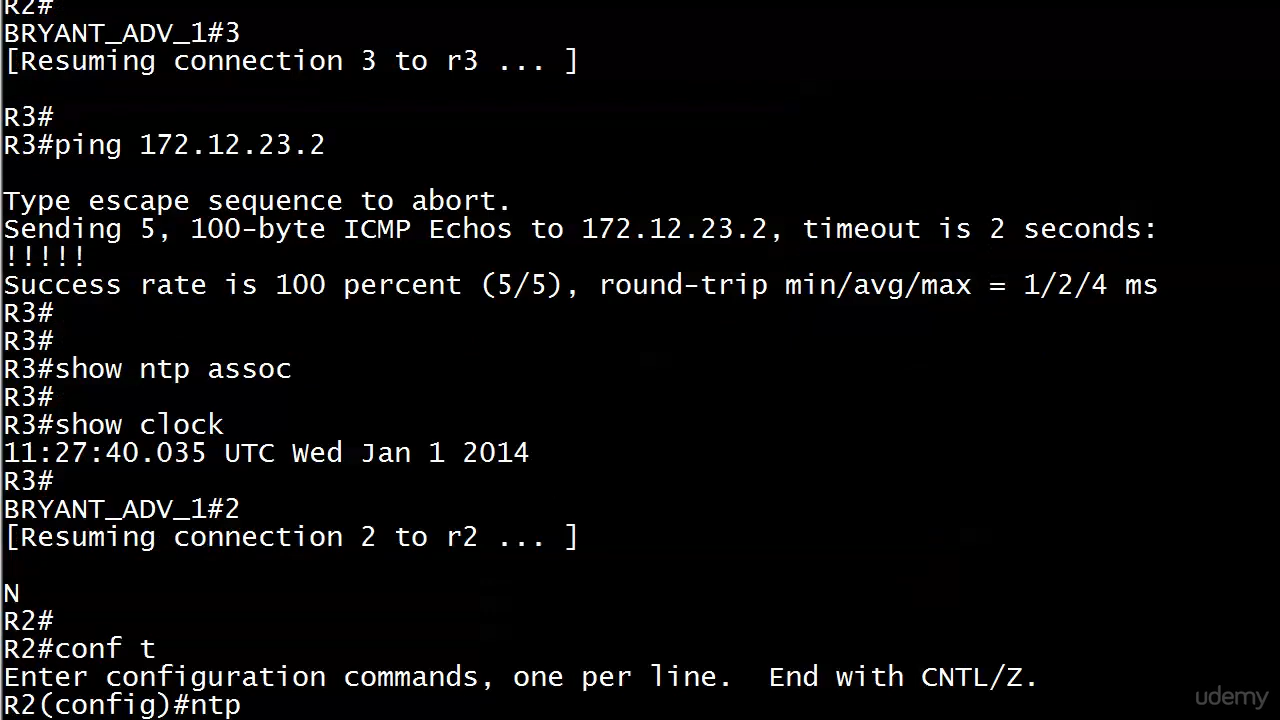 R2#
BRYANT_ADV_1#3
[Resuming connection 3 to r3 ... ]
R3#
R3#ping 172.12.23.2
Type escape sequence to abort.
Sending 5, 100-byte ICMP Echos to 172.12.23.2, timeout is 2 seconds:
!!!!!
Success rate is 100 percent (5/5), round-trip min/avg/max = 1/2/4 ms
R3#
R3#
R3#show ntp assoc
R3#
R3#show clock
11:27:40.035 UTC Wed Jan 1 2014
R3#
BRYANT_ADV_1#2
[Resuming connection 2 to r2 ... ]
N
R2#
R2#conf t
Enter configuration commands, one per line.  End with CNTL/Z.
R2(config)#ntp
udemy